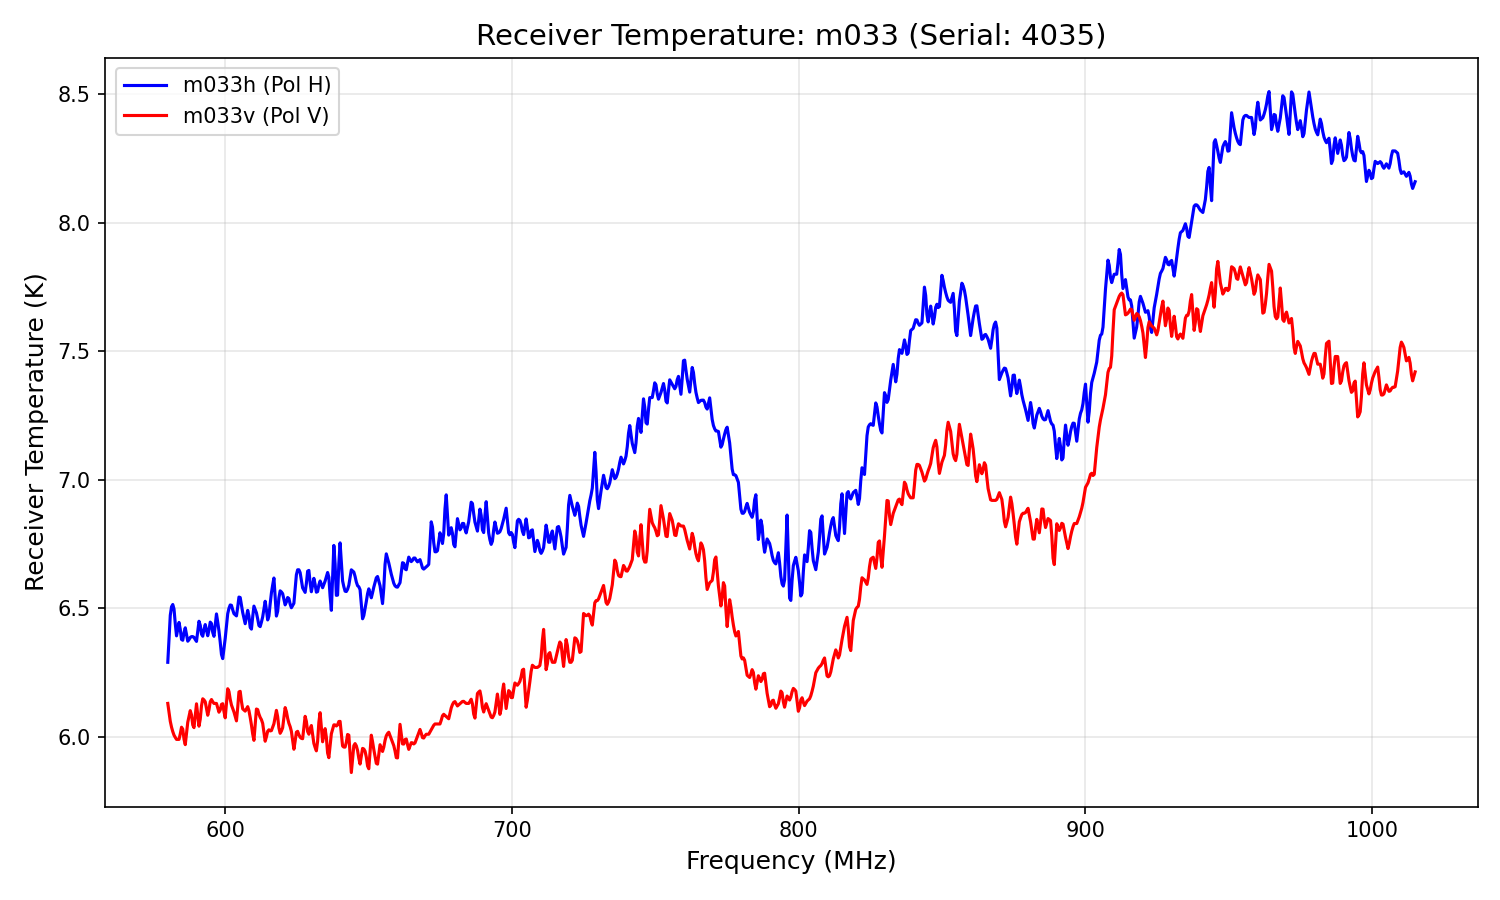 Receiver Temperature: m033 (Serial: 4035)
m033h (Pol H)
m033v (Pol V)
Receiver Temperature (K)
8.5
8.0
7.5
7.0
6.5
6.0
600 700 800 900 1000
Frequency (MHz)